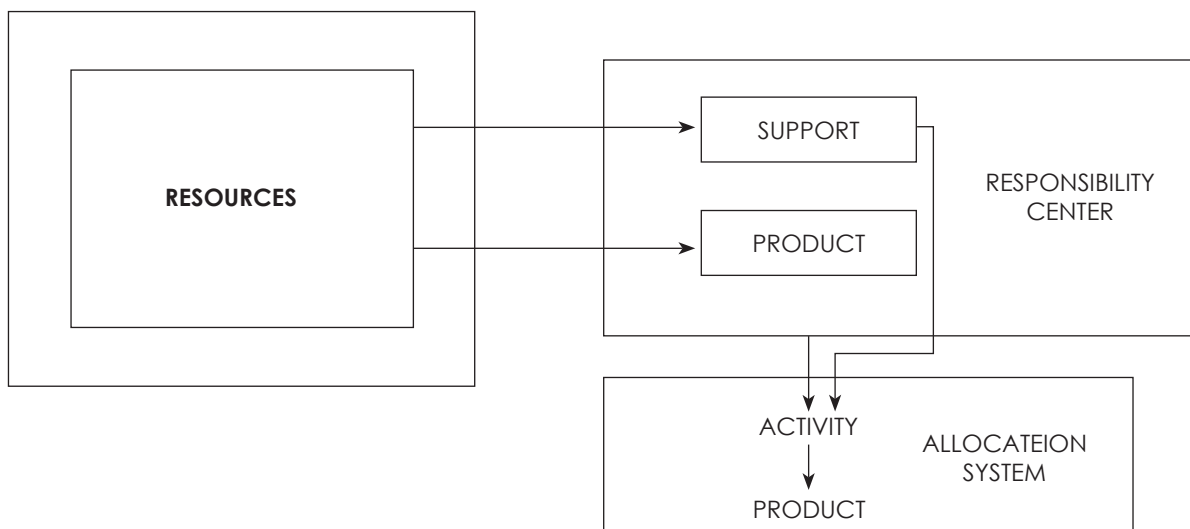 SUPPORT
RESPONSIBILITY
CENTER
RESOURCES
PRODUCT
ACTIVITY
ALLOCATEION
SYSTEM
PRODUCT